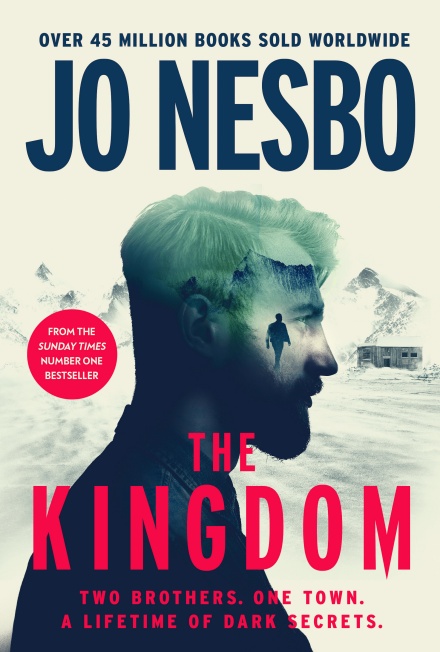 OVER 45 MILLION BOOKS SOLD WORLDWIDE
JO NESBO
FROM THE
SUNDAY TIMES
NUMBER ONE
BESTSELLER
THE
KINGDOM
TWO BROTHERS. ONE TOWN.
A LIFETIME OF DARK SECRETS.